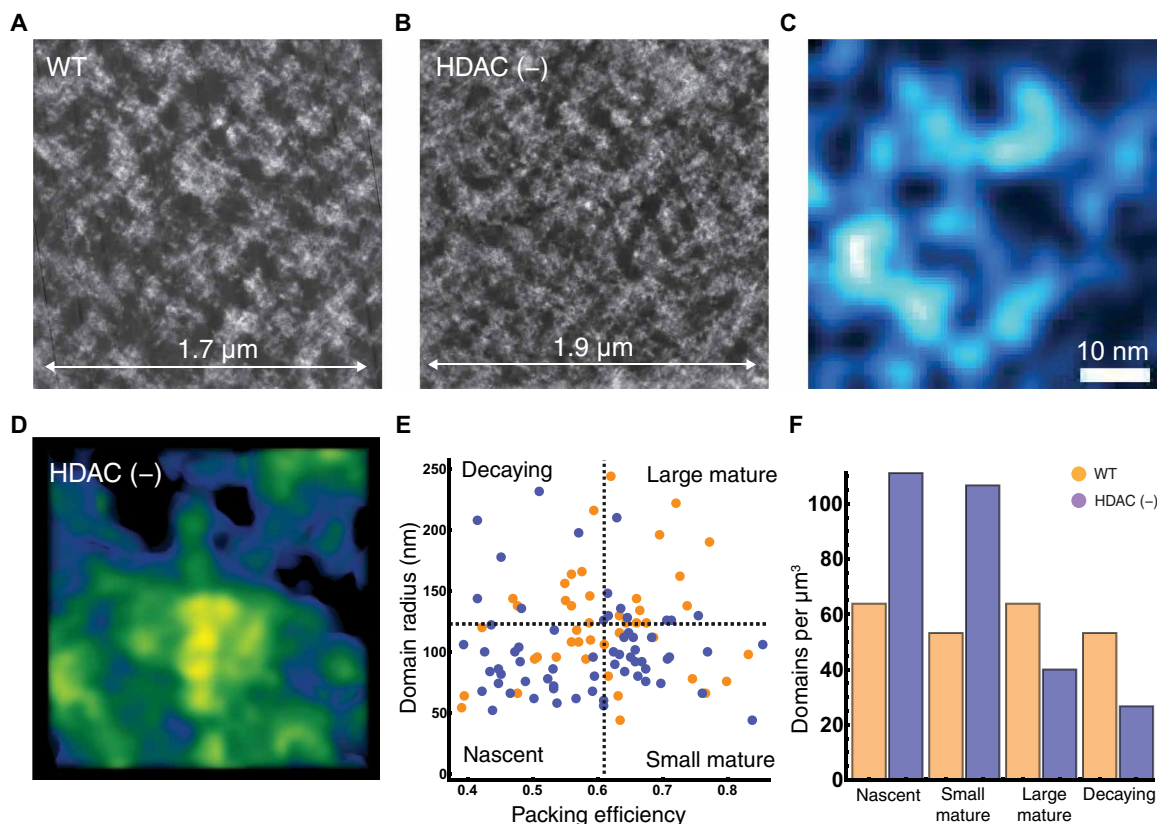 A
WT
1.7 µm
B
HDAC (–)
1.9 µm
C
10 nm
D
HDAC (–)
E
Decaying
Large mature
Nascent
Small mature
Domain radius (nm)
250
200
150
100
50
0
0.4
0.5
0.6
0.7
0.8
Packing efficiency
F
WT
HDAC (–)
Domains per µm³
100
80
60
40
20
0
Nascent
Small
mature
Large
mature
Decaying